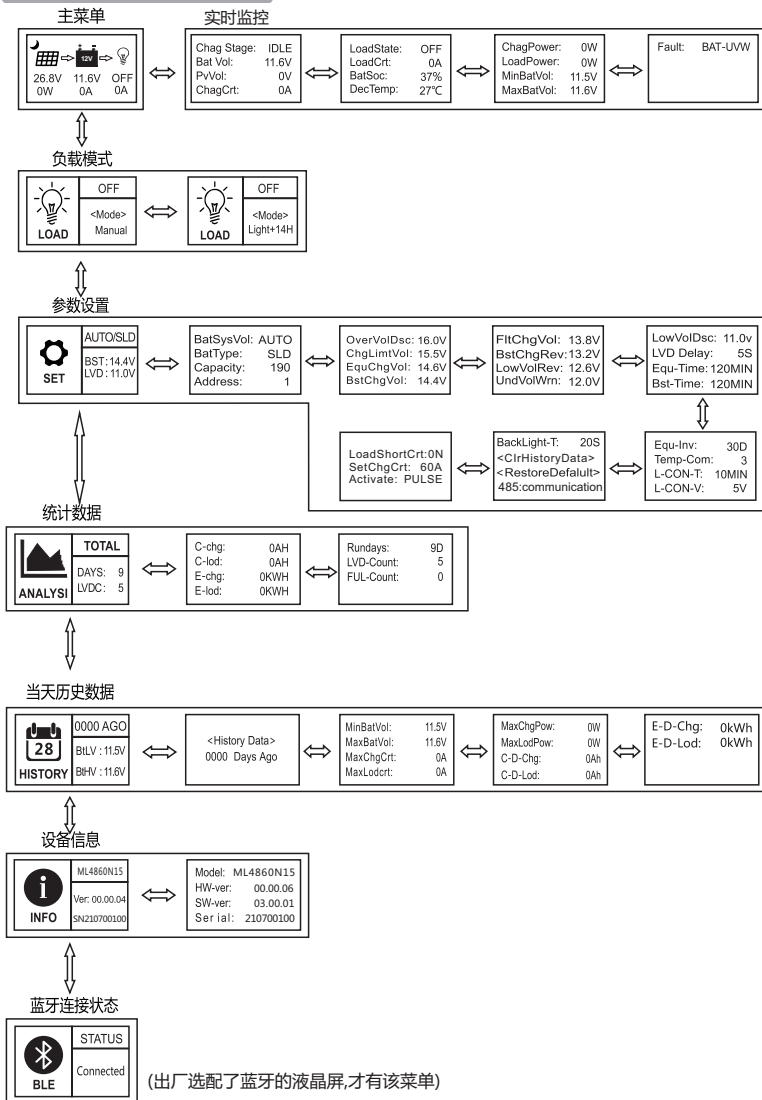 主菜单
实时监控
12V
26.8V 11.6V OFF
0W 0A 0A
Chag Stage: IDLE
Bat Vol: 11.6V
PvVol: 0V
ChagCrt: 0A
LoadState: OFF
LoadCrt: 0A
BatSoc: 37%
DecTemp: 27℃
ChagPower: 0W
LoadPower: 0W
MinBatVol: 11.5V
MaxBatVol: 11.6V
Fault: BAT-UVW
负载模式
LOAD
OFF
<Mode>
Manual
LOAD
OFF
<Mode>
Light+14H
参数设置
SET
AUTO/SLD
BST:14.4V
LVD:11.0V
BatSysVol: AUTO
BatType: SLD
Capacity: 190
Address: 1
OverVolDsc: 16.0V
ChgLimtVol: 15.5V
EquChgVol: 14.6V
BstChgVol: 14.4V
FltChgVol: 13.8V
BstChgRev:13.2V
LowVolRev: 12.6V
UndVolWrn: 12.0V
LowVolDsc: 11.0v
LVD Delay: 5S
Equ-Time: 120MIN
Bst-Time: 120MIN
LoadShortCrt:0N
SetChgCrt: 60A
Activate: PULSE
BackLight-T: 20S
<ClrHistoryData>
<RestoreDefalult>
485:communication
Equ-Inv: 30D
Temp-Com: 3
L-CON-T: 10MIN
L-CON-V: 5V
统计数据
ANALYSI
TOTAL
DAYS: 9
LVDC: 5
C-chg: 0AH
C-lod: 0AH
E-chg: 0KWH
E-lod: 0KWH
Rundays: 9D
LVD-Count: 5
FUL-Count: 0
当天历史数据
28
HISTORY
0000 AGO
BtLV : 11.5V
BtHV : 11.6V
<History Data>
0000 Days Ago
MinBatVol: 11.5V
MaxBatVol: 11.6V
MaxChgCrt: 0A
MaxLodcrt: 0A
MaxChgPow: 0W
MaxLodPow: 0W
C-D-Chg: 0Ah
C-D-Lod: 0Ah
E-D-Chg: 0kWh
E-D-Lod: 0kWh
设备信息
i
INFO
ML4860N15
Ver: 00.00.04
SN210700100
Model: ML4860N15
HW-ver: 00.00.06
SW-ver: 03.00.01
Serial: 210700100
蓝牙连接状态
BLE
STATUS
Connected
(出厂选配了蓝牙的液晶屏,才有该菜单)